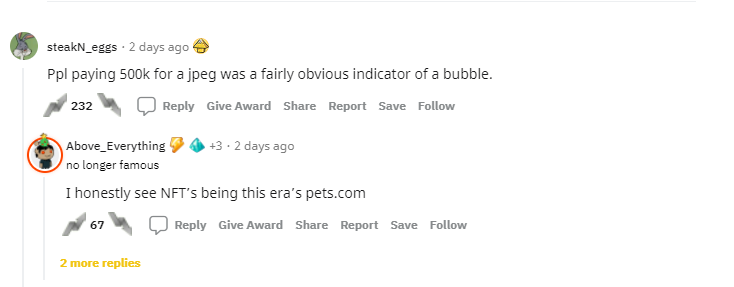 steakN_eggs · 2 days ago
Ppl paying 500k for a jpeg was a fairly obvious indicator of a bubble.
232 Reply Give Award Share Report Save Follow
Above_Everything +3 · 2 days ago
no longer famous
I honestly see NFT’s being this era’s pets.com
67 Reply Give Award Share Report Save Follow
2 more replies